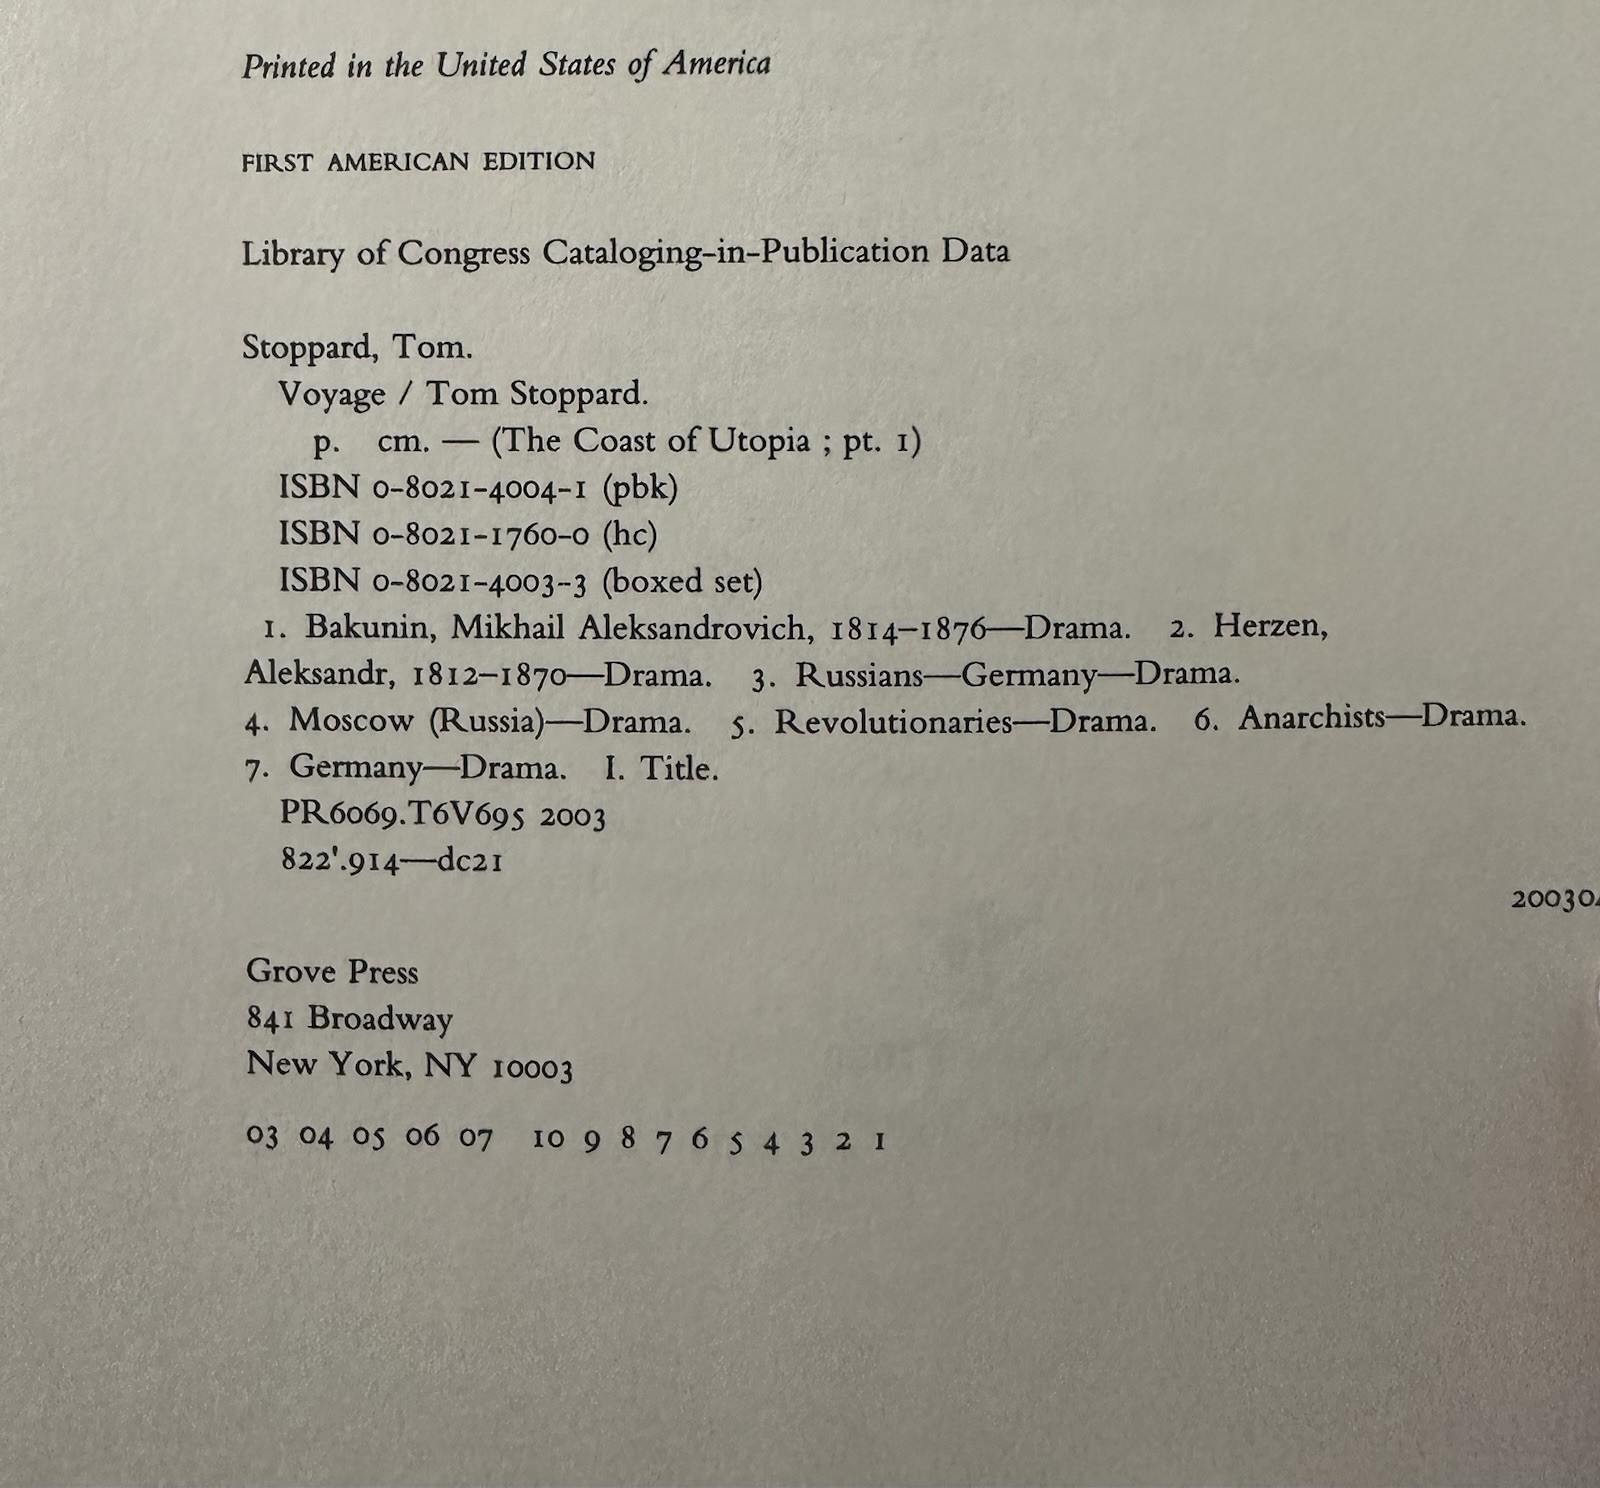 Printed in the United States of America
FIRST AMERICAN EDITION
Library of Congress Cataloging-in-Publication Data
Stoppard, Tom.
Voyage / Tom Stoppard.
p. cm. — (The Coast of Utopia ; pt. 1)
ISBN 0-8021-4004-1 (pbk)
ISBN 0-8021-1760-0 (hc)
ISBN 0-8021-4003-3 (boxed set)
1. Bakunin, Mikhail Aleksandrovich, 1814–1876—Drama. 2. Herzen,
Aleksandr, 1812–1870—Drama. 3. Russians—Germany—Drama.
4. Moscow (Russia)—Drama. 5. Revolutionaries—Drama. 6. Anarchists—Drama.
7. Germany—Drama. I. Title.
PR6069.T6V695 2003
822'.914—dc21
20030
Grove Press
841 Broadway
New York, NY 10003
03 04 05 06 07 10 9 8 7 6 5 4 3 2 1